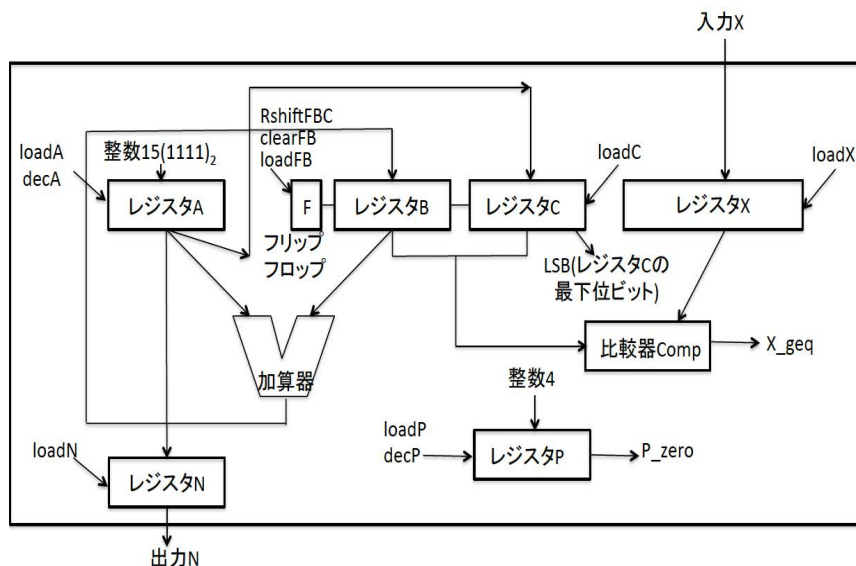 入力X
RshiftFBC
clearFB
loadFB
loadA
decA
整数15(1111)2
loadC
loadX
レジスタA
F
レジスタB
レジスタC
レジスタX
フリップ
フロップ
LSB(レジスタCの
最下位ビット)
加算器
比較器Comp
X_geq
整数4
loadP
decP
レジスタP
P_zero
loadN
レジスタN
出力N